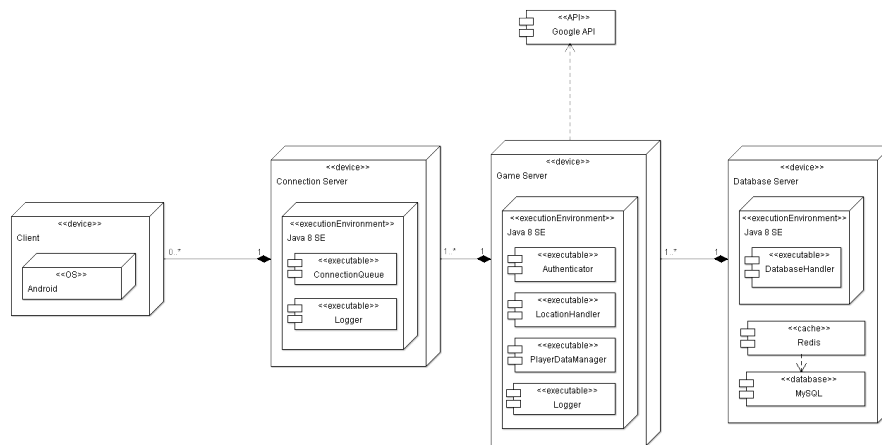 <<API>>
Google API
<<device>>
Client
<<OS>>
Android
0..*
1
<<device>>
Connection Server
<<executionEnvironment>>
Java 8 SE
<<executable>>
ConnectionQueue
<<executable>>
Logger
1..*
1
<<device>>
Game Server
<<executionEnvironment>>
Java 8 SE
<<executable>>
Authenticator
<<executable>>
LocationHandler
<<executable>>
PlayerDataManager
<<executable>>
Logger
1..*
1
<<device>>
Database Server
<<executionEnvironment>>
Java 8 SE
<<executable>>
DatabaseHandler
<<cache>>
Redis
<<database>>
MySQL